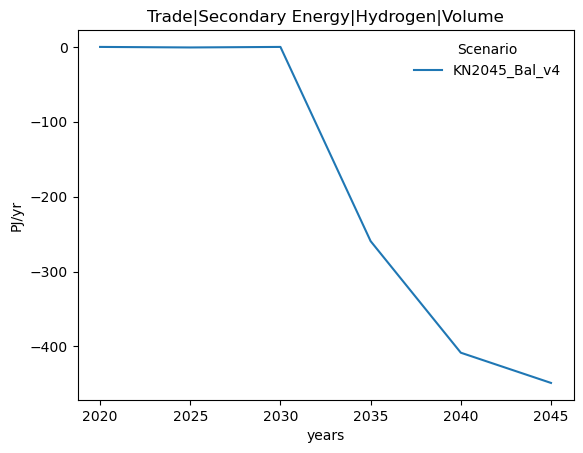 Trade|Secondary Energy|Hydrogen|Volume
Scenario
KN2045_Bal_v4
0
−100
−200
−300
−400
PJ/yr
2020 2025 2030 2035 2040 2045
years